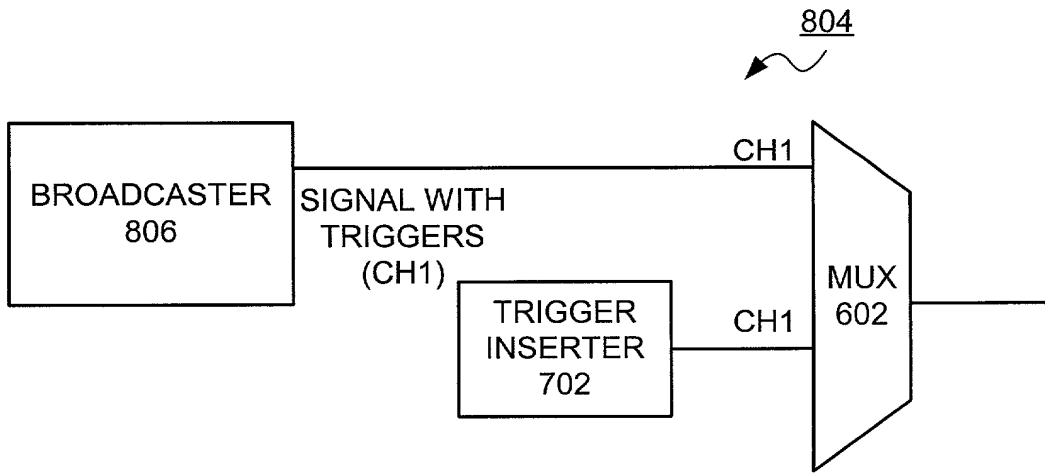 804
BROADCASTER
806
SIGNAL WITH
TRIGGERS
(CH1)
CH1
TRIGGER
INSERTER
702
CH1
MUX
602